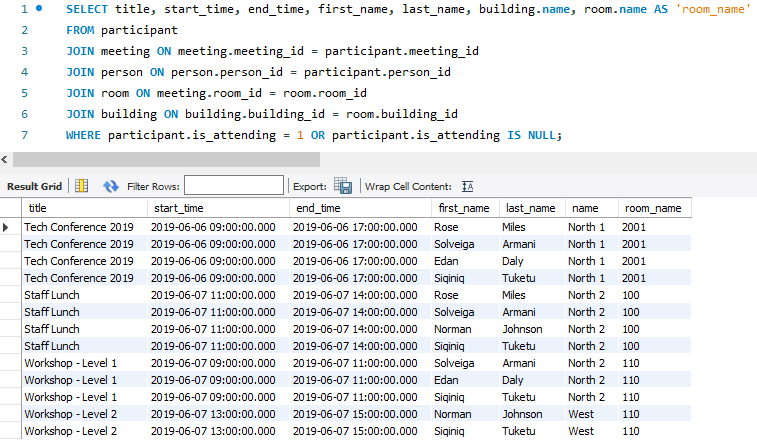 1 SELECT title, start_time, end_time, first_name, last_name, building.name, room.name AS 'room_name'
2 FROM participant
3 JOIN meeting ON meeting.meeting_id = participant.meeting_id
4 JOIN person ON person.person_id = participant.person_id
5 JOIN room ON meeting.room_id = room.room_id
6 JOIN building ON building.building_id = room.building_id
7 WHERE participant.is_attending = 1 OR participant.is_attending IS NULL;
Result Grid Filter Rows: Export: Wrap Cell Content:
title start_time end_time first_name last_name name room_name
Tech Conference 2019 2019-06-06 09:00:00.000 2019-06-06 17:00:00.000 Rose Miles North 1 2001
Tech Conference 2019 2019-06-06 09:00:00.000 2019-06-06 17:00:00.000 Solveiga Armani North 1 2001
Tech Conference 2019 2019-06-06 09:00:00.000 2019-06-06 17:00:00.000 Edan Daly North 1 2001
Tech Conference 2019 2019-06-06 09:00:00.000 2019-06-06 17:00:00.000 Siqiniq Tuketu North 1 2001
Staff Lunch 2019-06-07 11:00:00.000 2019-06-07 14:00:00.000 Rose Miles North 2 100
Staff Lunch 2019-06-07 11:00:00.000 2019-06-07 14:00:00.000 Solveiga Armani North 2 100
Staff Lunch 2019-06-07 11:00:00.000 2019-06-07 14:00:00.000 Norman Johnson North 2 100
Staff Lunch 2019-06-07 11:00:00.000 2019-06-07 14:00:00.000 Siqiniq Tuketu North 2 100
Workshop - Level 1 2019-06-07 09:00:00.000 2019-06-07 11:00:00.000 Solveiga Armani North 2 110
Workshop - Level 1 2019-06-07 09:00:00.000 2019-06-07 11:00:00.000 Edan Daly North 2 110
Workshop - Level 1 2019-06-07 09:00:00.000 2019-06-07 11:00:00.000 Siqiniq Tuketu North 2 110
Workshop - Level 2 2019-06-07 13:00:00.000 2019-06-07 15:00:00.000 Norman Johnson West 110
Workshop - Level 2 2019-06-07 13:00:00.000 2019-06-07 15:00:00.000 Siqiniq Tuketu West 110